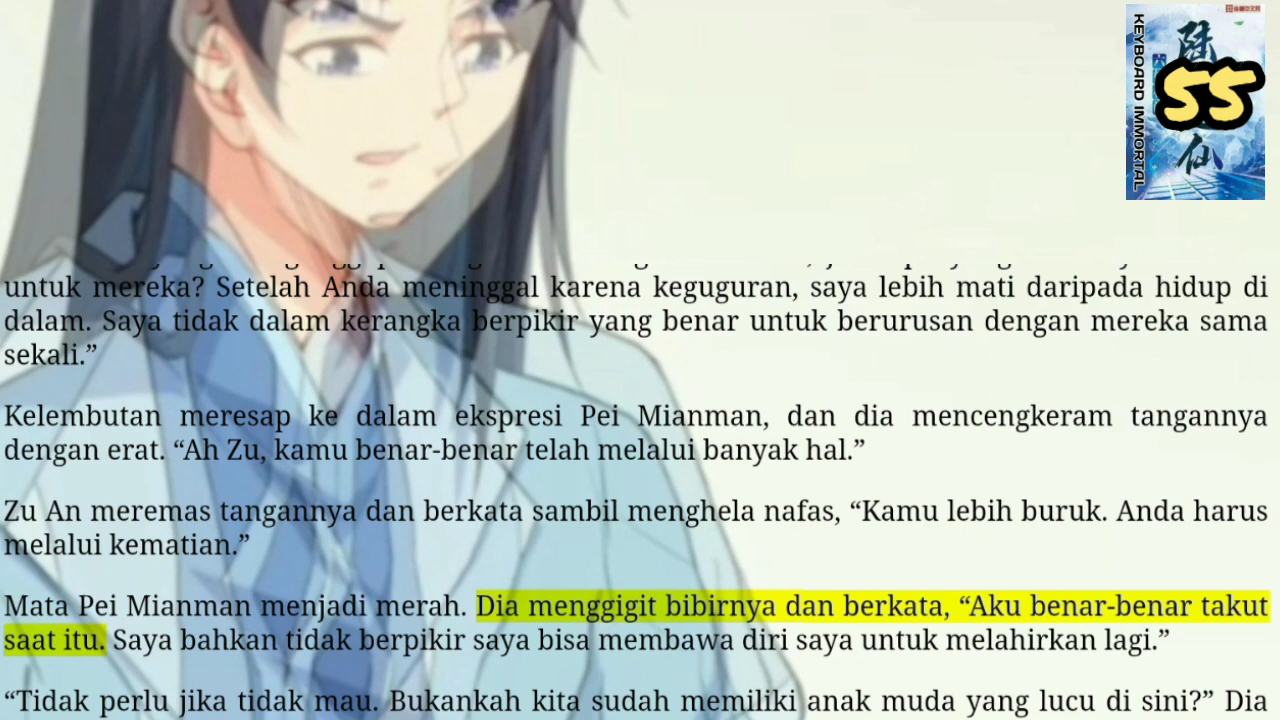 KEYBOARD IMMORTAL
55
untuk mereka? Setelah Anda meninggal karena keguguran, saya lebih mati daripada hidup di
dalam. Saya tidak dalam kerangka berpikir yang benar untuk berurusan dengan mereka sama
sekali.”
Kelembutan meresap ke dalam ekspresi Pei Mianman, dan dia mencengkeram tangannya
dengan erat. “Ah Zu, kamu benar-benar telah melalui banyak hal.”
Zu An meremas tangannya dan berkata sambil menghela nafas, “Kamu lebih buruk. Anda harus
melalui kematian.”
Mata Pei Mianman menjadi merah. Dia menggigit bibirnya dan berkata, “Aku benar-benar takut
saat itu. Saya bahkan tidak berpikir saya bisa membawa diri saya untuk melahirkan lagi.”
“Tidak perlu jika tidak mau. Bukankah kita sudah memiliki anak muda yang lucu di sini?” Dia